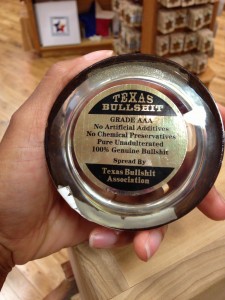 TEXAS
BULLSHIT
GRADE AAA
No Artificial Additives
No Chemical Preservatives
Pure Unadulterated
100% Genuine Bullshit
Spread By
Texas Bullshit
Association